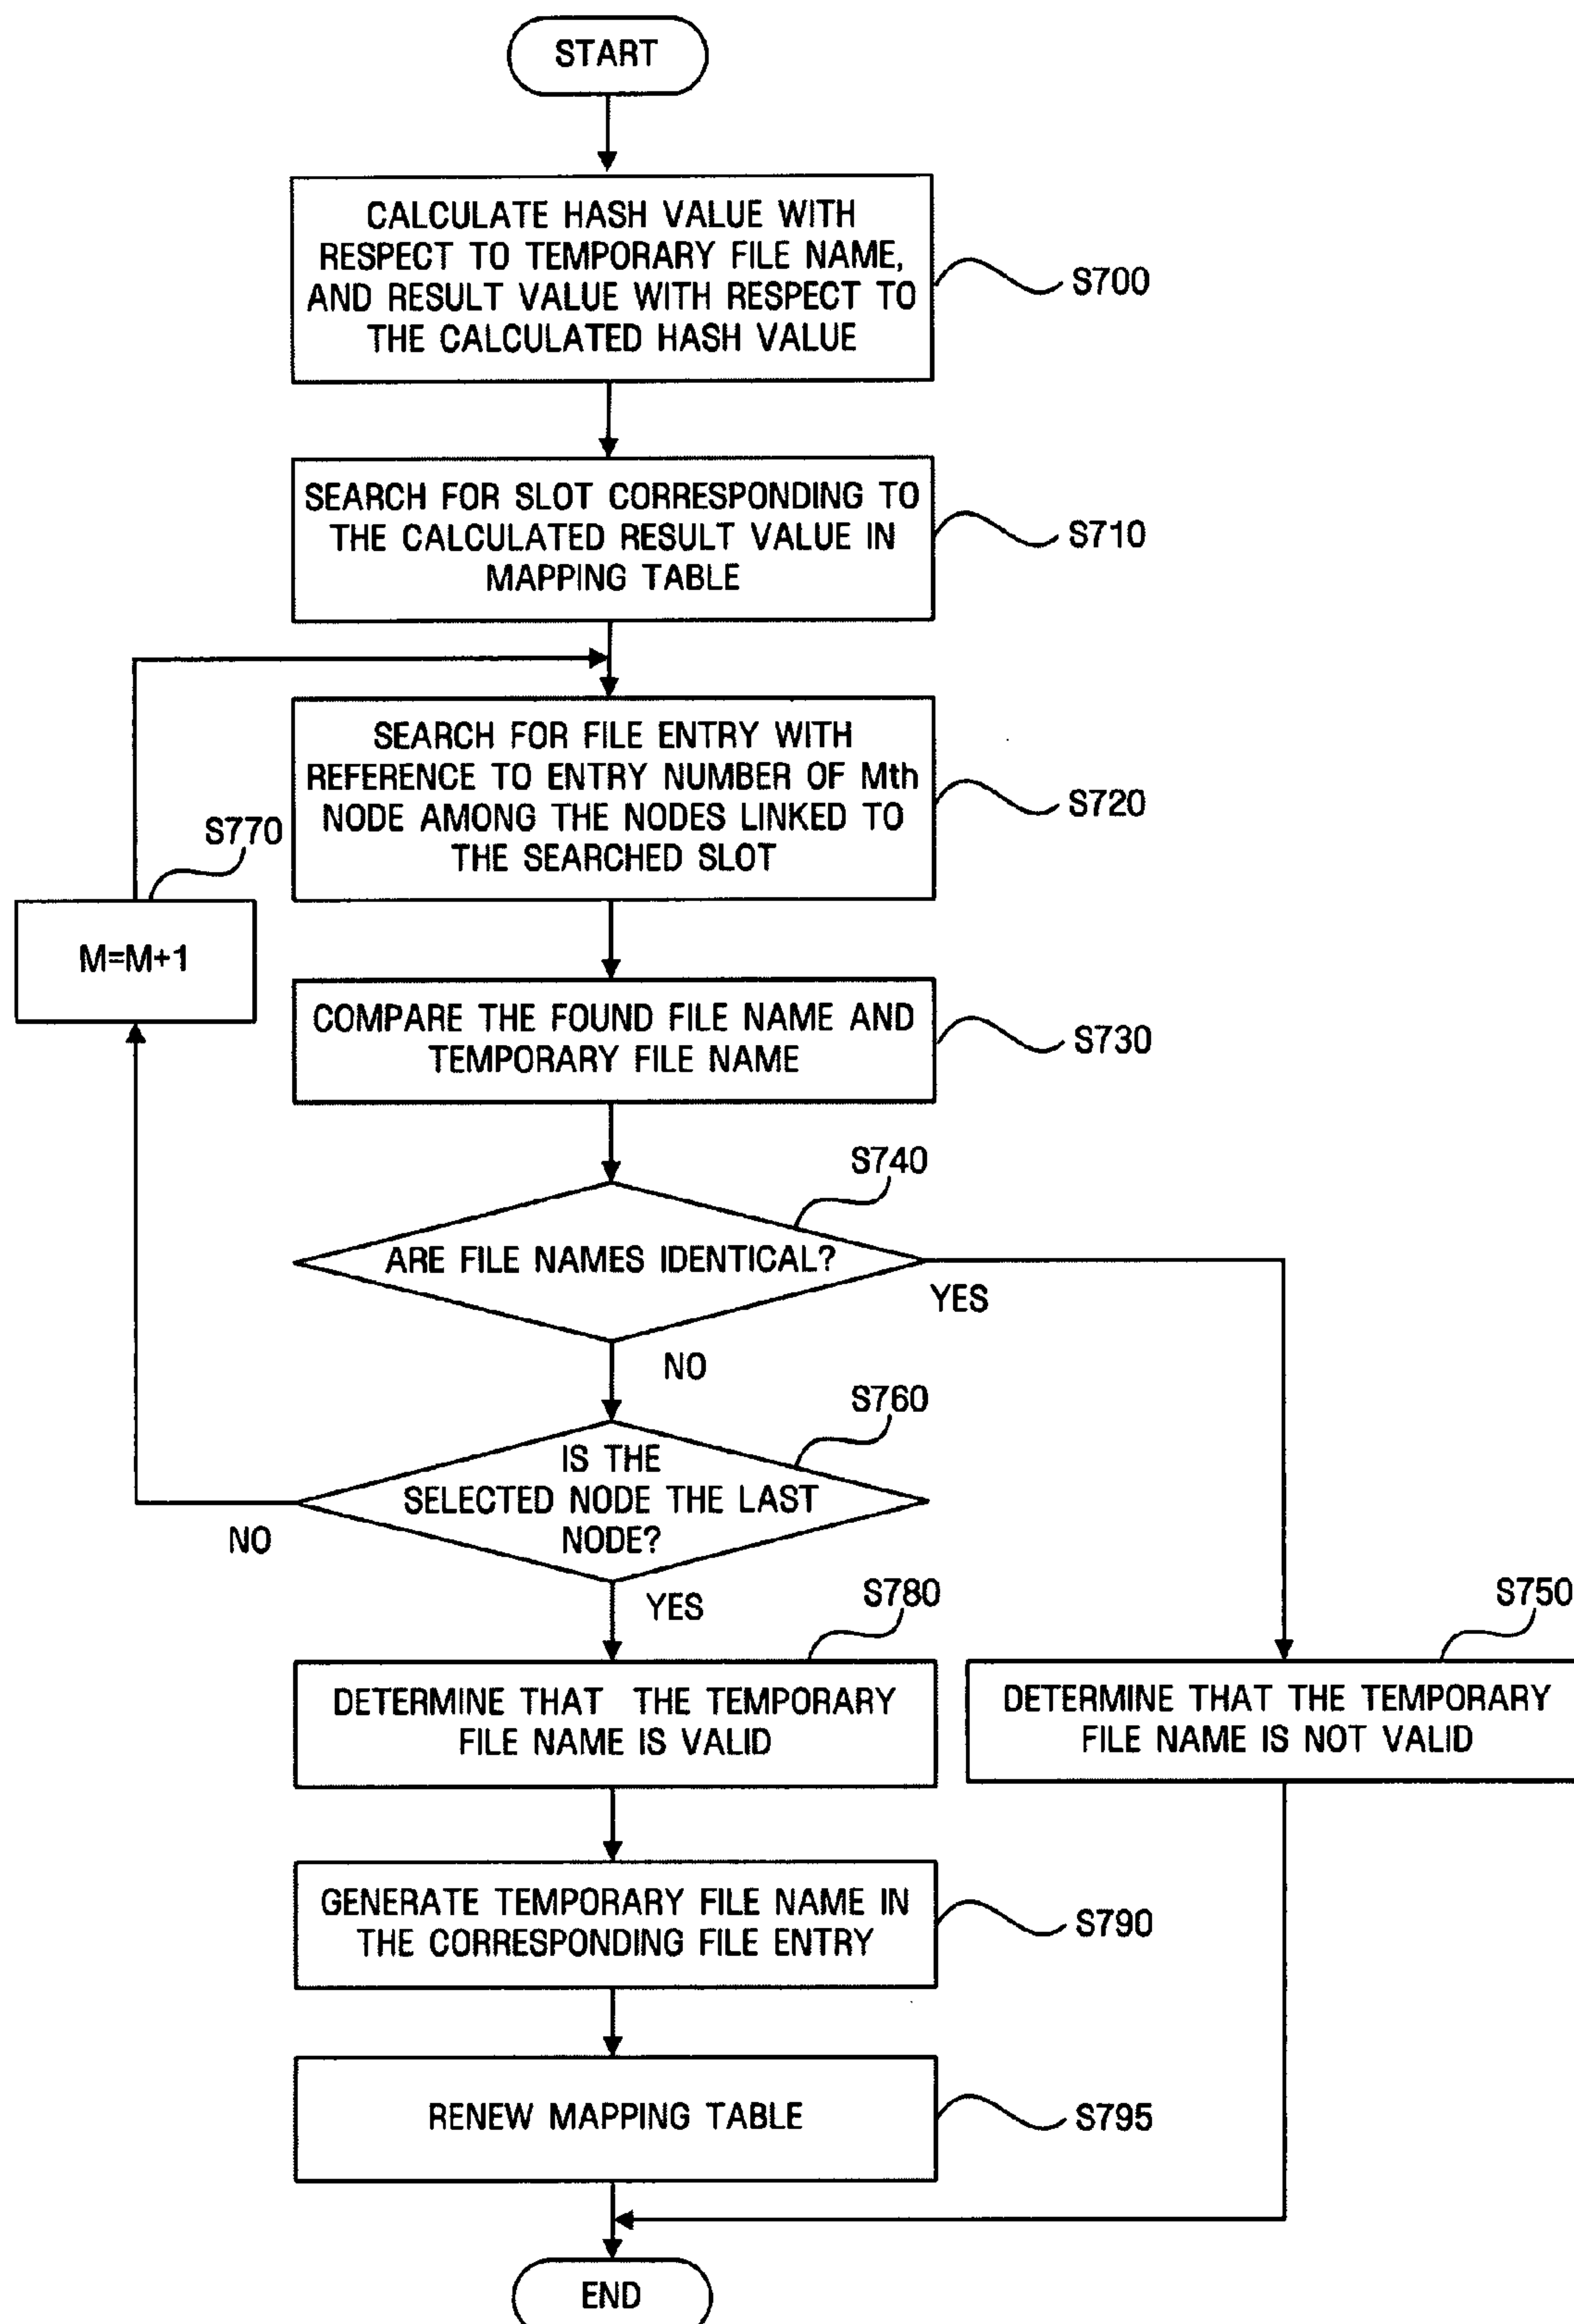 START
CALCULATE HASH VALUE WITH
RESPECT TO TEMPORARY FILE NAME,
AND RESULT VALUE WITH RESPECT TO
THE CALCULATED HASH VALUE
S700
SEARCH FOR SLOT CORRESPONDING TO
THE CALCULATED RESULT VALUE IN
MAPPING TABLE
S710
SEARCH FOR FILE ENTRY WITH
REFERENCE TO ENTRY NUMBER OF Mth
NODE AMONG THE NODES LINKED TO
THE SEARCHED SLOT
S720
S770
M=M+1
COMPARE THE FOUND FILE NAME AND
TEMPORARY FILE NAME
S730
S740
ARE FILE NAMES IDENTICAL?
YES
NO
S760
IS THE
SELECTED NODE THE LAST
NODE?
NO
YES
S780
DETERMINE THAT THE TEMPORARY
FILE NAME IS VALID
S750
DETERMINE THAT THE TEMPORARY
FILE NAME IS NOT VALID
GENERATE TEMPORARY FILE NAME IN
THE CORRESPONDING FILE ENTRY
S790
RENEW MAPPING TABLE
S795
END